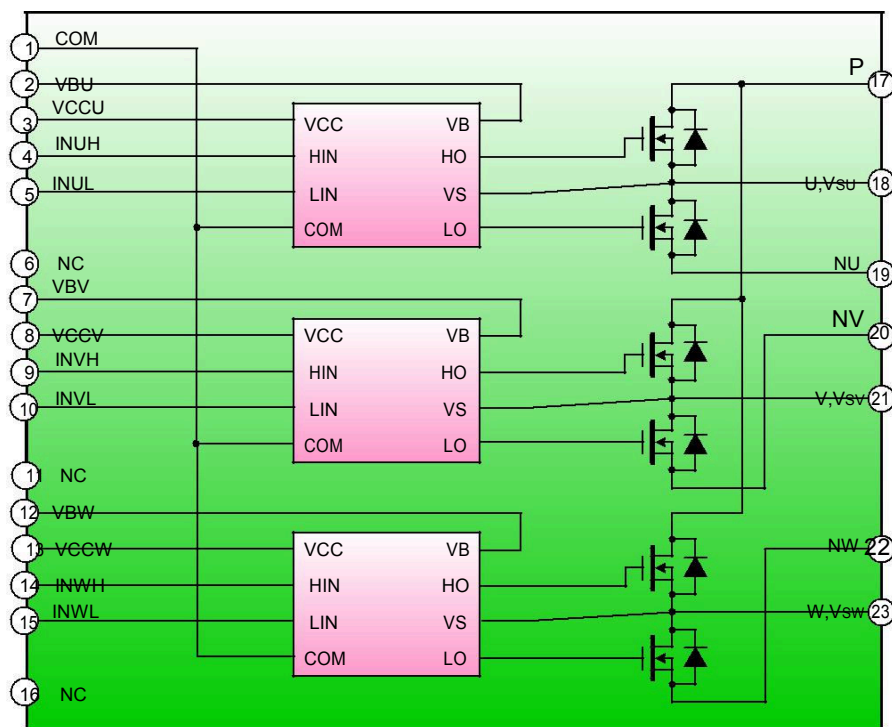 1 COM
2 VBU
3 VCCU
4 INUH
5 INUL
6 NC
7 VBV
8 VCCV
9 INVH
10 INVL
11 NC
12 VBW
13 VCCW
14 INWH
15 INWL
16 NC
VCC VB
HIN HO
LIN VS
COM LO
VCC VB
HIN HO
LIN VS
COM LO
VCC VB
HIN HO
LIN VS
COM LO
P 17
U,VSU 18
NU 19
NV 20
V,VSV 21
NW 22
W,VSW 23